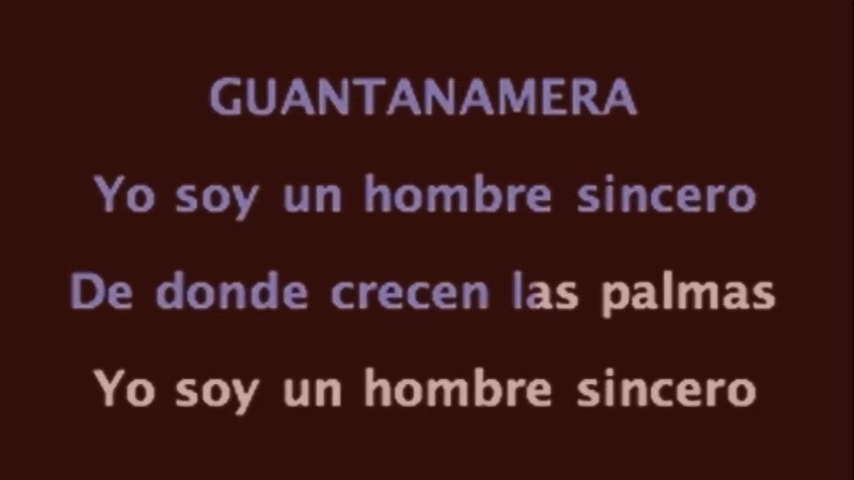 GUANTANAMERA
Yo soy un hombre sincero
De donde crecen las palmas
Yo soy un hombre sincero